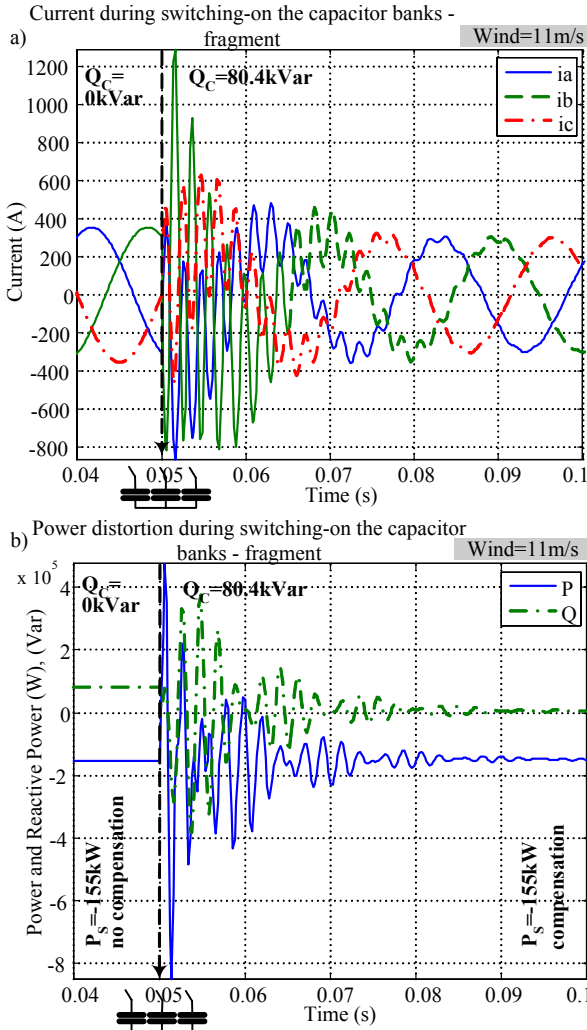 Current during switching-on the capacitor banks -
fragment
a)
Wind=11m/s
Q_C=
0kVar
Q_C=80.4kVar
ia
ib
ic
1200
1000
800
600
400
200
0
-200
-400
-600
-800
Current (A)
0.04
0.05
0.06
0.07
0.08
0.09
0.1
Time (s)
Power distortion during switching-on the capacitor
b)
banks - fragment
Wind=11m/s
x 10^5
Q_C=
0kVar
Q_C=80.4kVar
P
Q
4
2
0
-2
-4
-6
-8
Power and Reactive Power (W), (Var)
P_S=-155kW
no compensation
P_S=-155kW
compensation
0.04
0.05
0.06
0.07
0.08
0.09
0.1
Time (s)